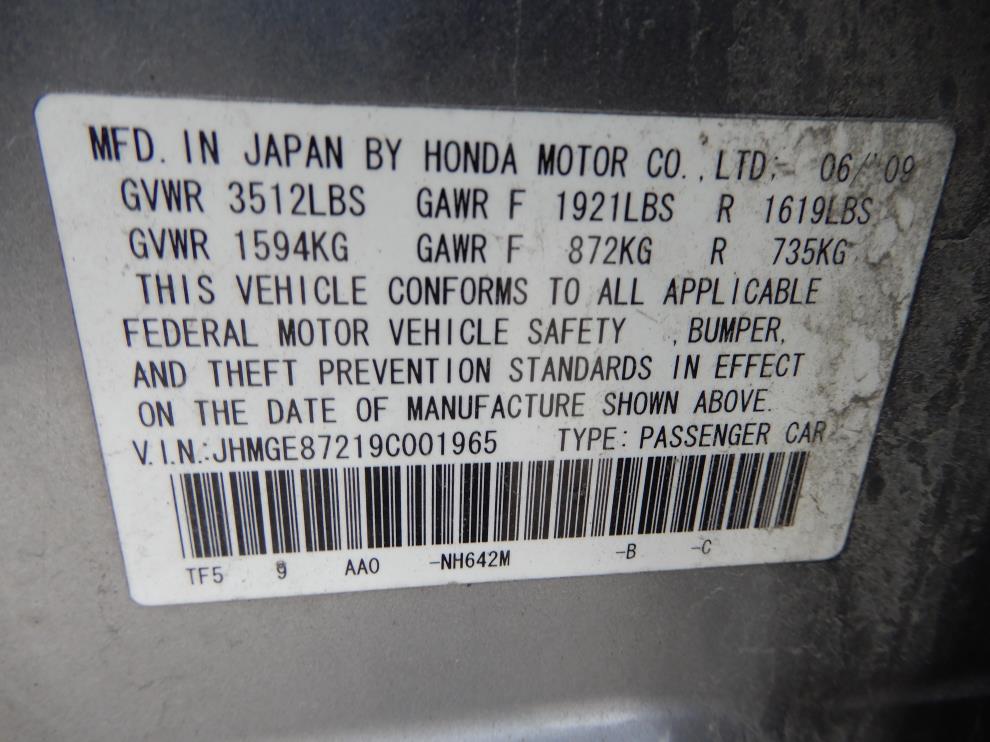 MFD. IN JAPAN BY HONDA MOTOR CO., LTD; 06/'09
GVWR 3512LBS GAWR F 1921LBS R 1619LBS
GVWR 1594KG GAWR F 872KG R 735KG
THIS VEHICLE CONFORMS TO ALL APPLICABLE
FEDERAL MOTOR VEHICLE SAFETY , BUMPER,
AND THEFT PREVENTION STANDARDS IN EFFECT
ON THE DATE OF MANUFACTURE SHOWN ABOVE.
V.I.N.:JHMGE87219C001965 TYPE: PASSENGER CAR
TF5 9 AA0 -NH642M -B -C